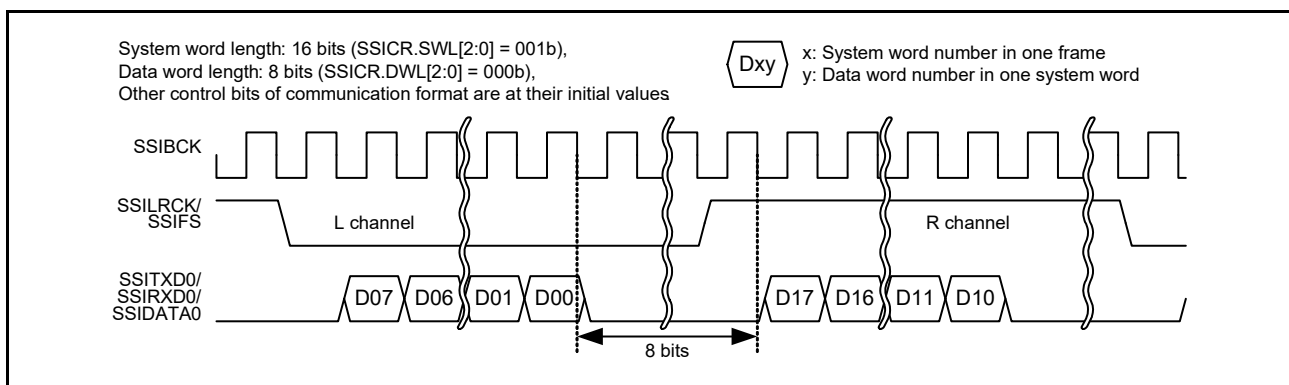 System word length: 16 bits (SSICR.SWL[2:0] = 001b),
Data word length: 8 bits (SSICR.DWL[2:0] = 000b),
Other control bits of communication format are at their initial values.
Dxy
x: System word number in one frame
y: Data word number in one system word
SSIBCK
SSILRCK/
SSIFS
L channel
R channel
SSITXD0/
SSIRXD0/
SSIDATA0
D07 D06 D01 D00 D17 D16 D11 D10
8 bits